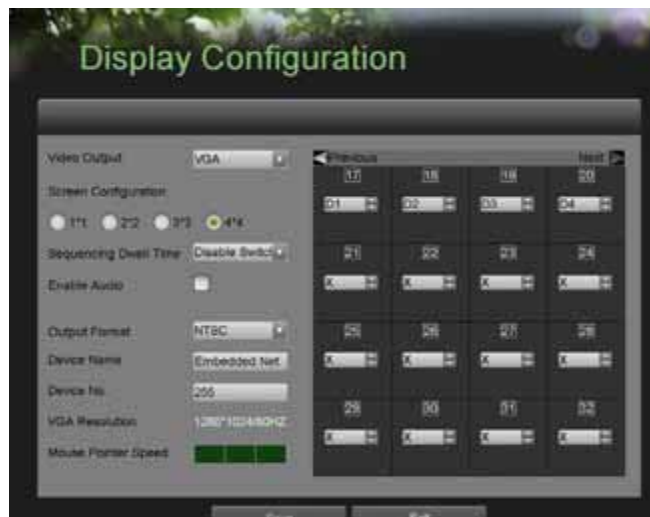 Display Configuration
Video Output VGA
Screen Configuration
1*1 2*2 3*3 4*4
Sequencing Dwell Time Disable Switc
Enable Audio
Output Format NTSC
Device Name Embedded Net
Device No. 255
VGA Resolution 1280*1024/60HZ
Mouse Pointer Speed
Previous Next
17 18 19 20
D1 D2 D3 D4
21 22 23 24
X X X X
25 26 27 28
X X X X
29 30 31 32
X X X X
Save Exit